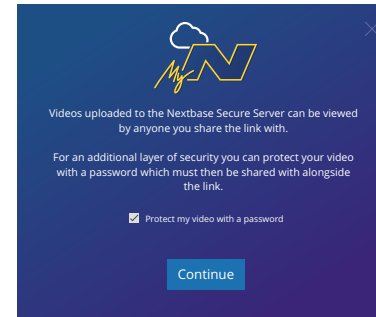 My N
Videos uploaded to the Nextbase Secure Server can be viewed
by anyone you share the link with.
For an additional layer of security you can protect your video
with a password which must then be shared with alongside
the link.
Protect my video with a password
Continue